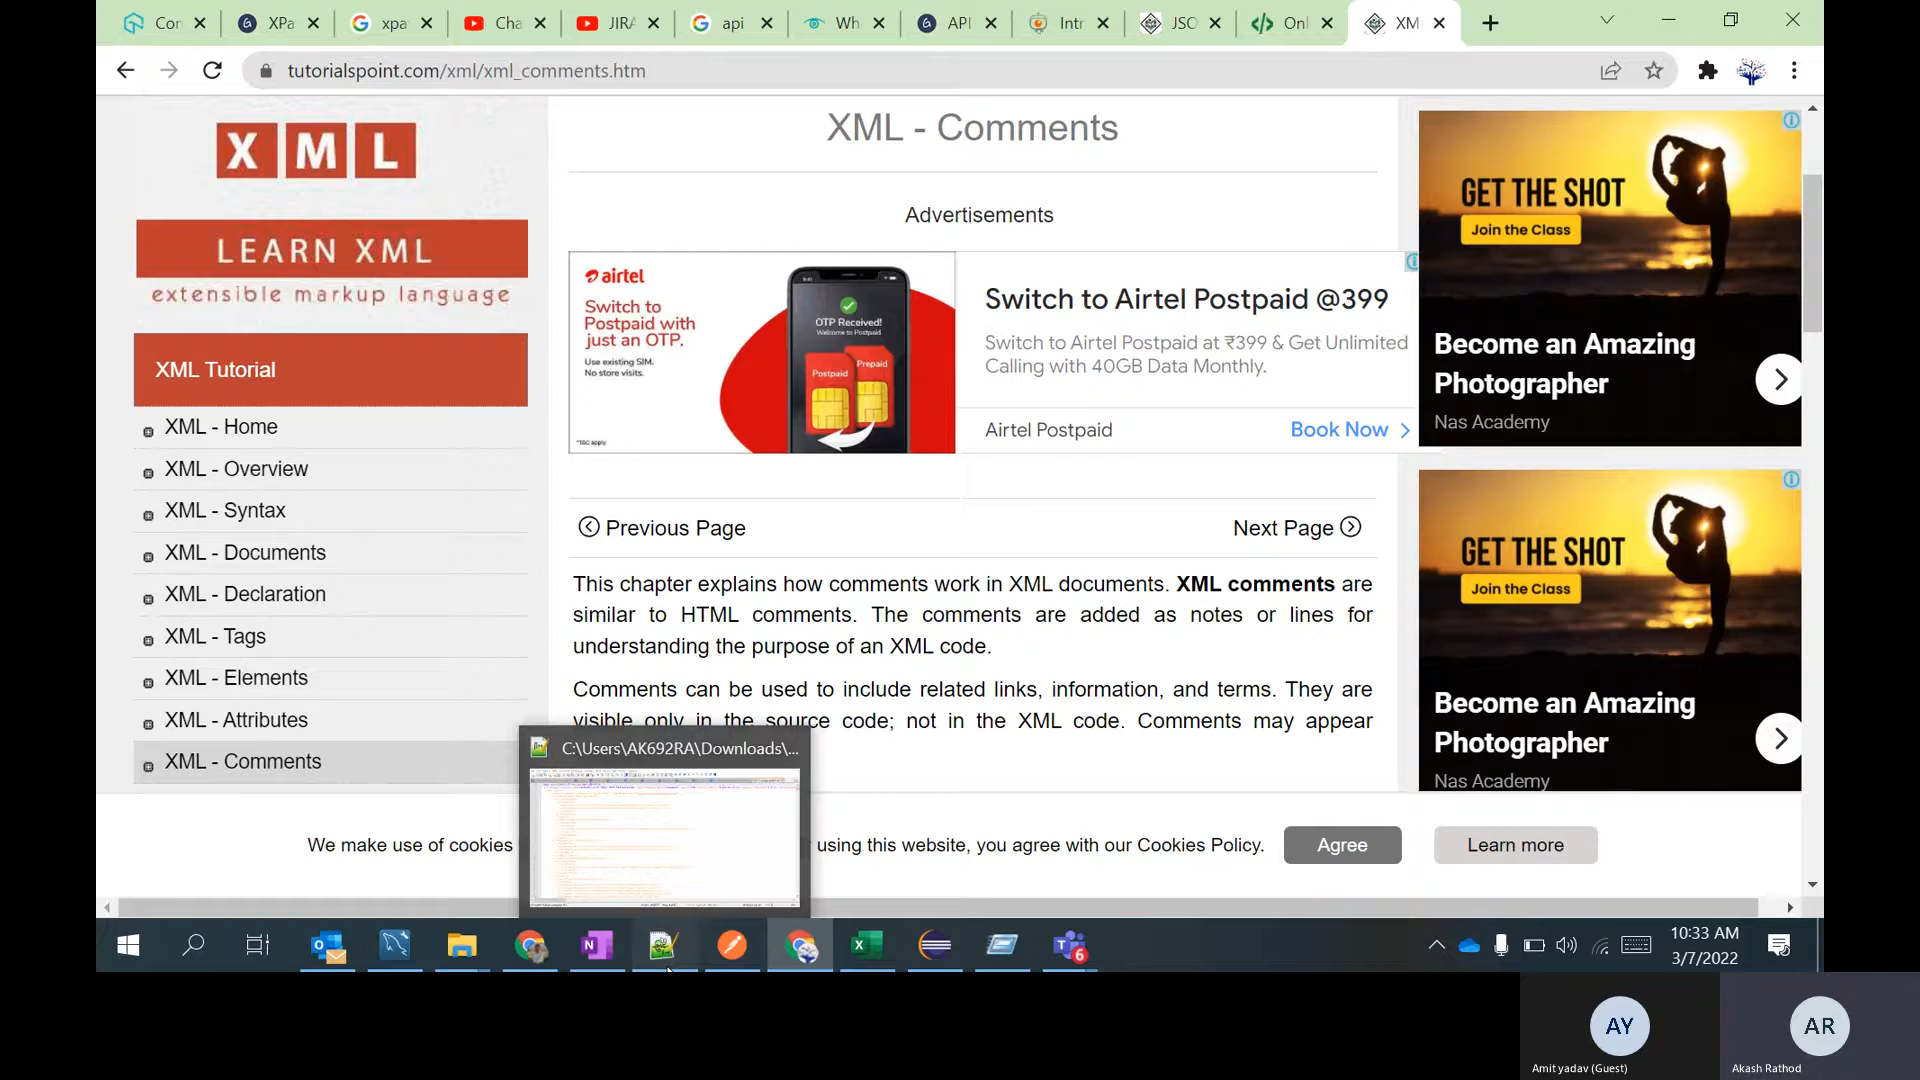 Cor
XPa
xpa
Cha
JIRA
api
Wh
API
Intr
JSO
Onl
XM
tutorialspoint.com/xml/xml_comments.htm
XML
LEARN XML
extensible markup language
XML Tutorial
XML - Home
XML - Overview
XML - Syntax
XML - Documents
XML - Declaration
XML - Tags
XML - Elements
XML - Attributes
XML - Comments
XML - Comments
Advertisements
airtel
Switch to
Postpaid with
just an OTP.
Use existing SIM.
No store visits.
*T&C apply.
OTP Received!
Welcome to Postpaid
Postpaid
Prepaid
Switch to Airtel Postpaid @399
Switch to Airtel Postpaid at ₹399 & Get Unlimited
Calling with 40GB Data Monthly.
Airtel Postpaid
Book Now
Previous Page
Next Page
This chapter explains how comments work in XML documents. XML comments are
similar to HTML comments. The comments are added as notes or lines for
understanding the purpose of an XML code.
Comments can be used to include related links, information, and terms. They are
visible only in the source code; not in the XML code. Comments may appear
GET THE SHOT
Join the Class
Become an Amazing
Photographer
Nas Academy
GET THE SHOT
Join the Class
Become an Amazing
Photographer
Nas Academy
C:\Users\AK692RA\Downloads\...
We make use of cookies
using this website, you agree with our Cookies Policy.
Agree
Learn more
10:33 AM
3/7/2022
6
AY
Amit yadav (Guest)
AR
Akash Rathod